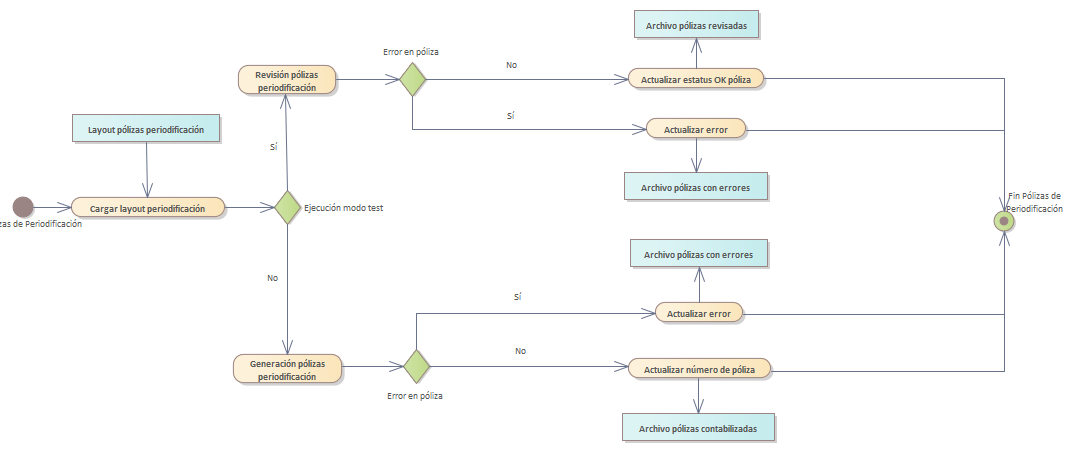 Archivo pólizas revisadas
Error en póliza
No
Revisión pólizas
periodificación
Actualizar estatus OK póliza
Sí
Layout pólizas periodificación
Actualizar error
Sí
Archivo pólizas con errores
Fin Pólizas de
Periodificación
Cargar layout periodificación
Ejecución modo test
de Periodificación
Archivo pólizas con errores
No
Sí
Actualizar error
No
Generación pólizas
periodificación
Actualizar número de póliza
Error en póliza
Archivo pólizas contabilizadas